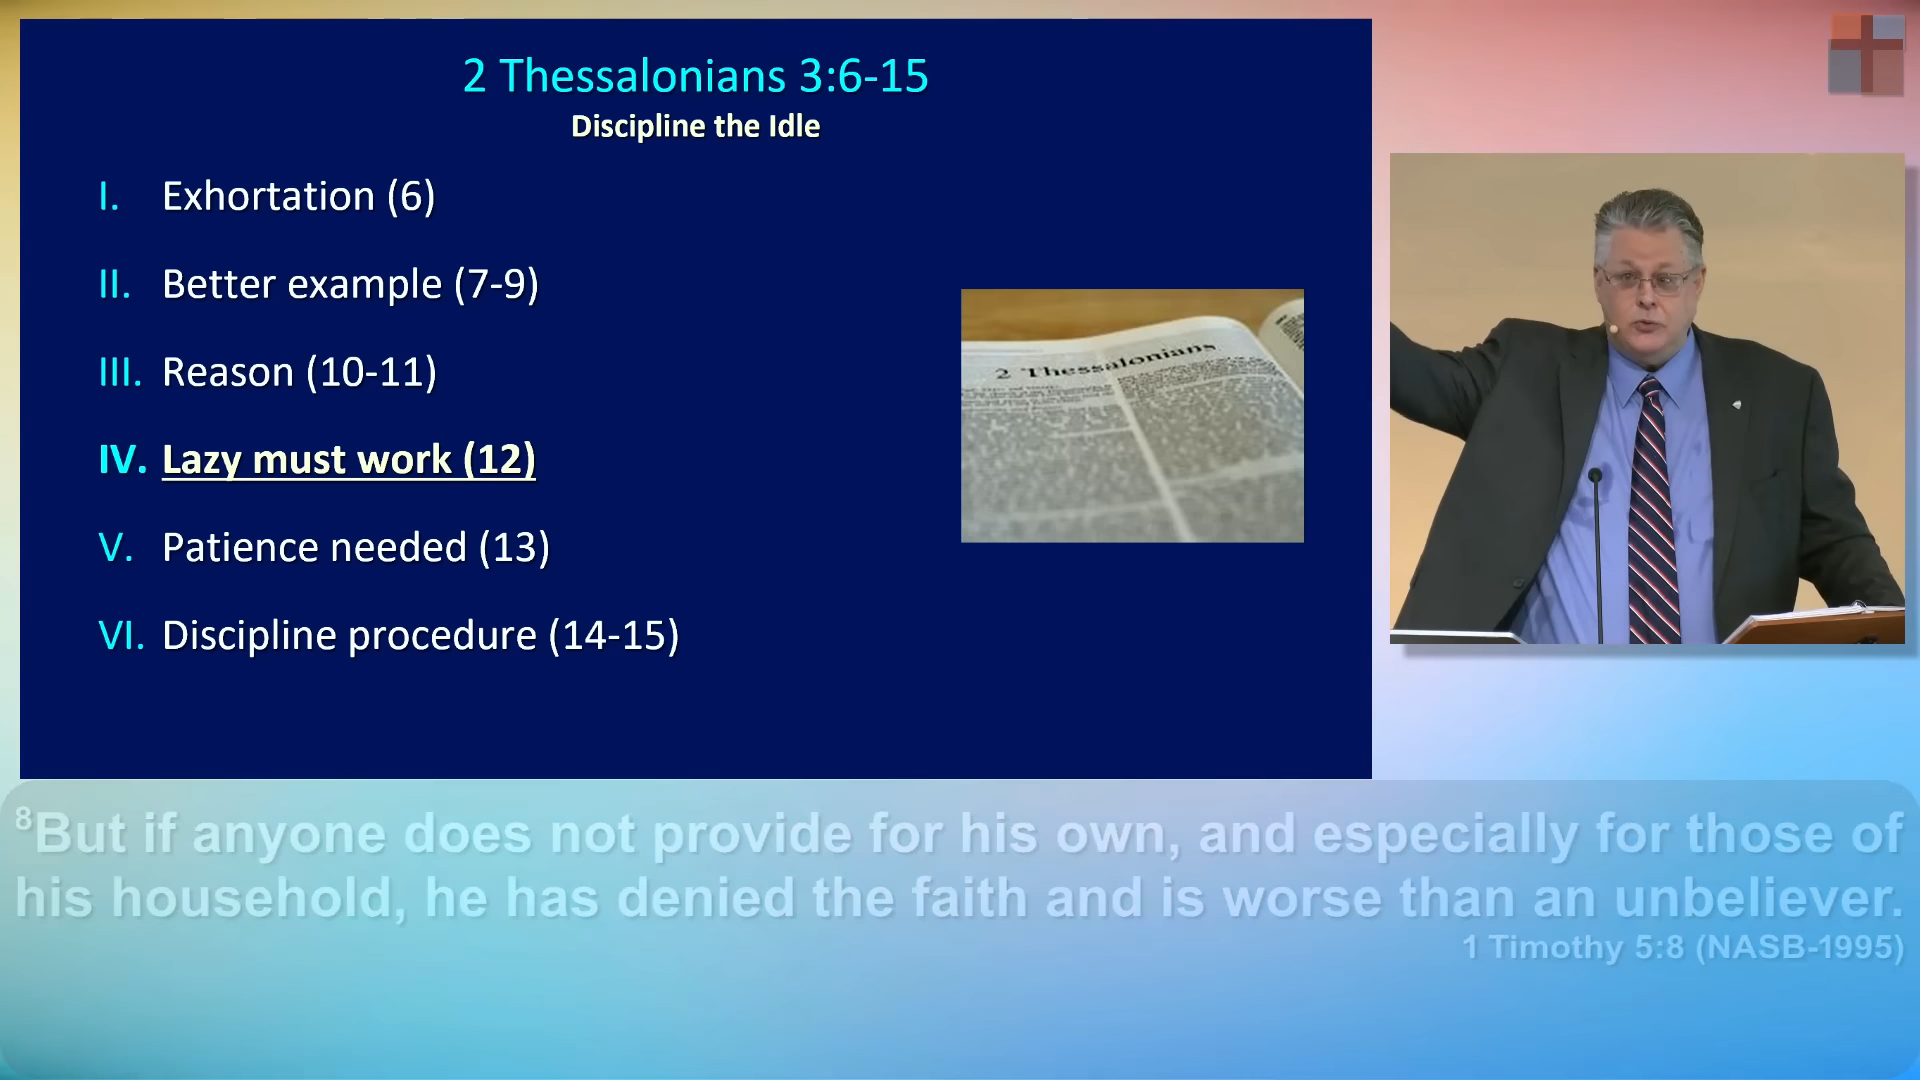 2 Thessalonians 3:6-15
Discipline the Idle
I. Exhortation (6)
II. Better example (7-9)
III. Reason (10-11)
IV. Lazy must work (12)
V. Patience needed (13)
VI. Discipline procedure (14-15)
2 Thessalonians
⁸But if anyone does not provide for his own, and especially for those of
his household, he has denied the faith and is worse than an unbeliever.
1 Timothy 5:8 (NASB-1995)